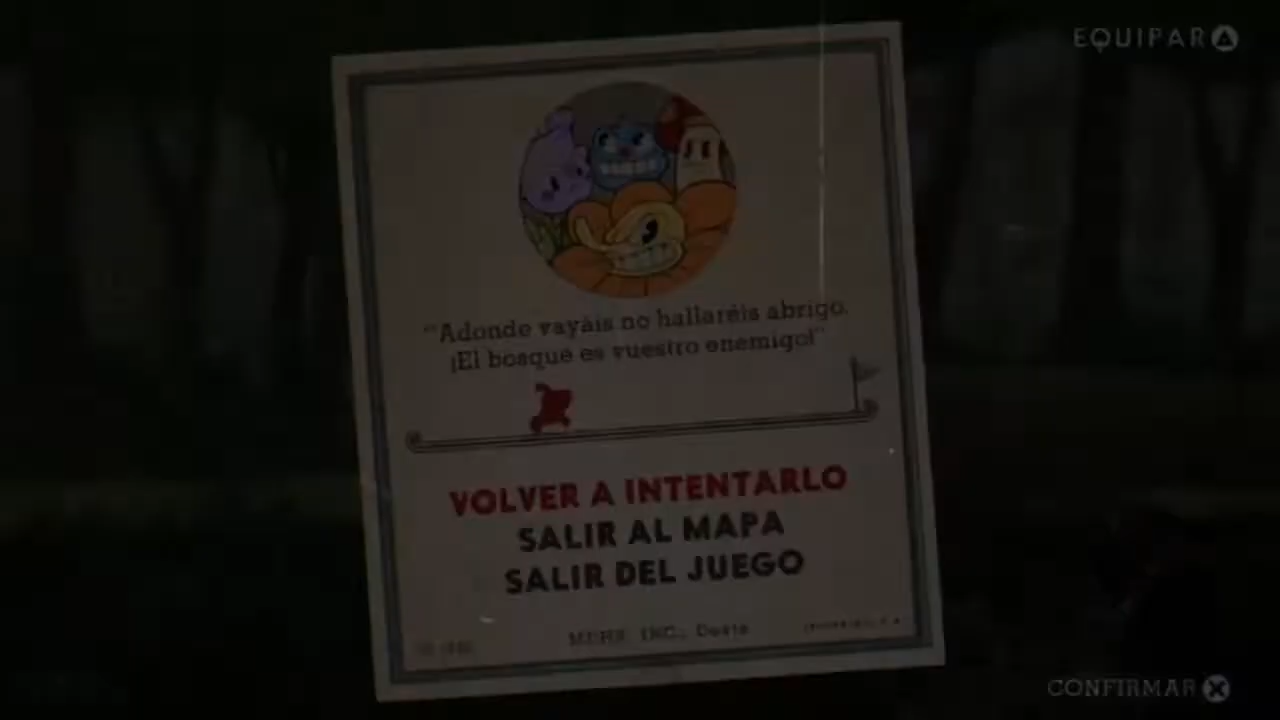 EQUIPAR
"Adonde vayáis no hallaréis abrigo.
¡El bosque es vuestro enemigo!"
VOLVER A INTENTARLO
SALIR AL MAPA
SALIR DEL JUEGO
INC.,
CONFIRMAR